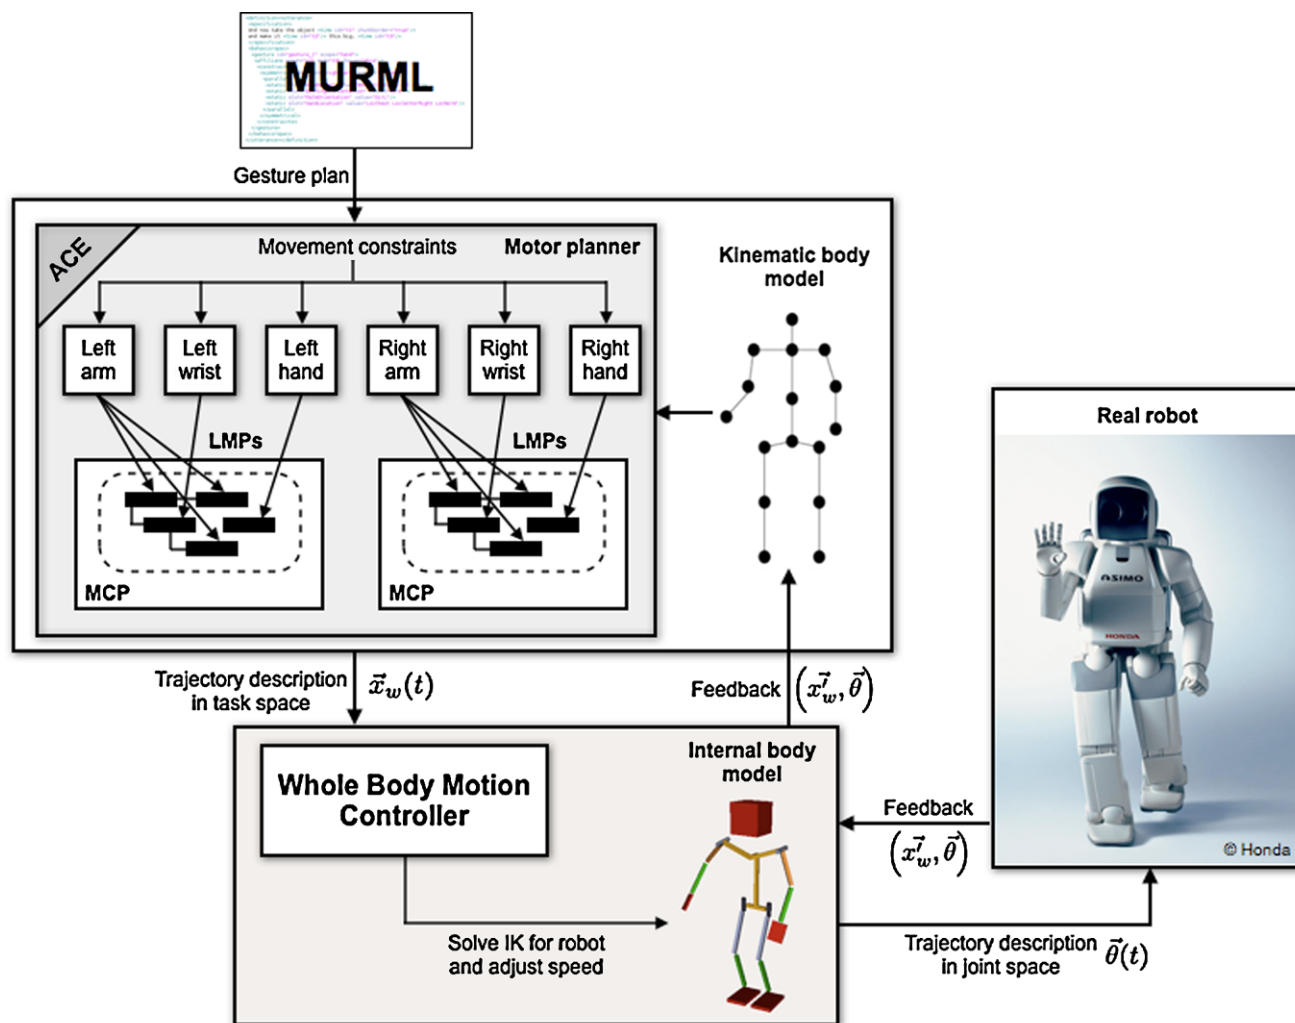 MURML
Gesture plan
ACE
Movement constraints
Motor planner
Left
arm
Left
wrist
Left
hand
Right
arm
Right
wrist
Right
hand
LMPs
LMPs
MCP
MCP
Kinematic body
model
Real robot
ASIMO
HONDA
© Honda
Trajectory description
in task space
x⃗_w(t)
Feedback
(x⃗′_w, θ⃗)
Whole Body Motion
Controller
Internal body
model
Solve IK for robot
and adjust speed
Feedback
(x⃗′_w, θ⃗)
Trajectory description
in joint space
θ⃗(t)